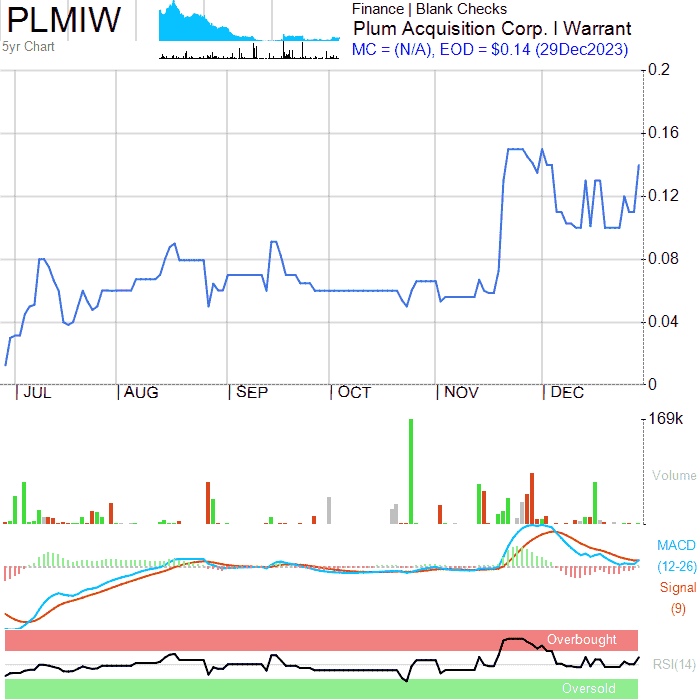 PLMIW
5yr Chart
Finance | Blank Checks
Plum Acquisition Corp. I Warrant
MC = (N/A), EOD = $0.14 (29Dec2023)
0.2
0.16
0.12
0.08
0.04
0
JUL AUG SEP OCT NOV DEC
169k
Volume
MACD
(12-26)
Signal
(9)
Overbought
RSI(14)
Oversold